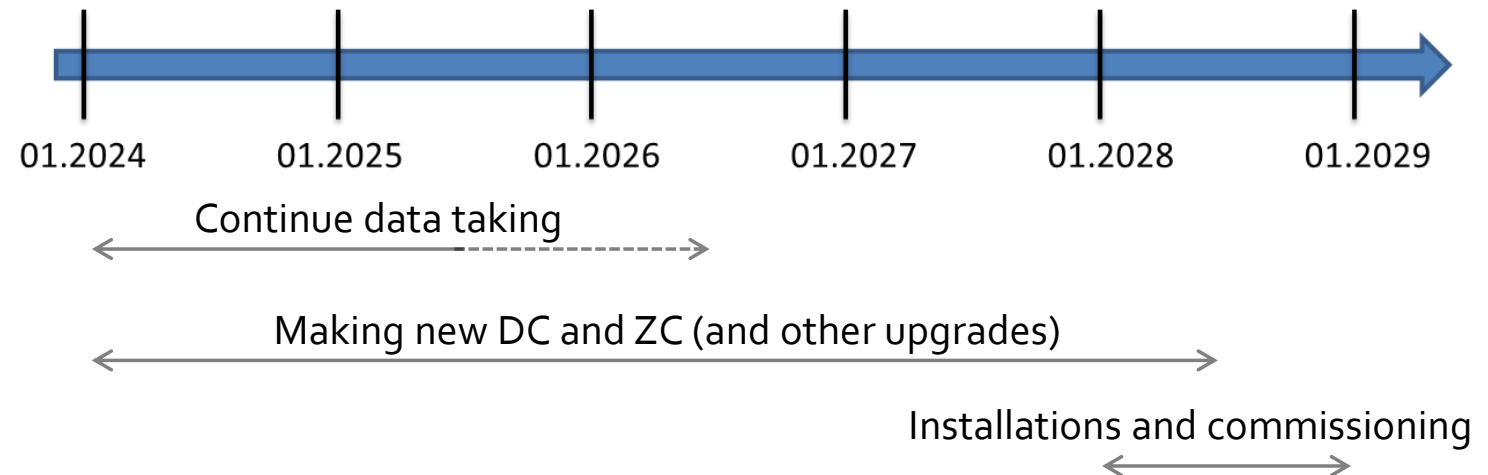 01.2024 01.2025 01.2026 01.2027 01.2028 01.2029
Continue data taking
Making new DC and ZC (and other upgrades)
Installations and commissioning